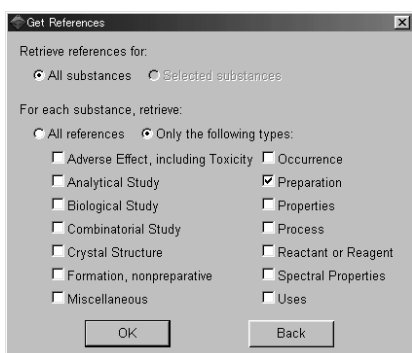 Get References
Retrieve references for:
All substances Selected substances
For each substance, retrieve:
All references Only the following types:
Adverse Effect, including Toxicity Occurrence
Analytical Study Preparation
Biological Study Properties
Combinatorial Study Process
Crystal Structure Reactant or Reagent
Formation, nonpreparative Spectral Properties
Miscellaneous Uses
OK Back